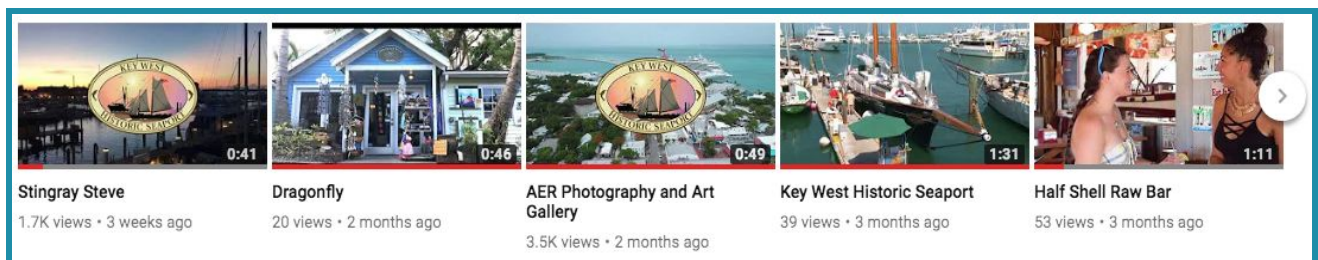 KEY WEST
HISTORIC SEAPORT
0:41
0:46
KEY WEST
HISTORIC SEAPORT
0:49
1:31
1:11
Stingray Steve
1.7K views • 3 weeks ago
Dragonfly
20 views • 2 months ago
AER Photography and Art
Gallery
3.5K views • 2 months ago
Key West Historic Seaport
39 views • 3 months ago
Half Shell Raw Bar
53 views • 3 months ago